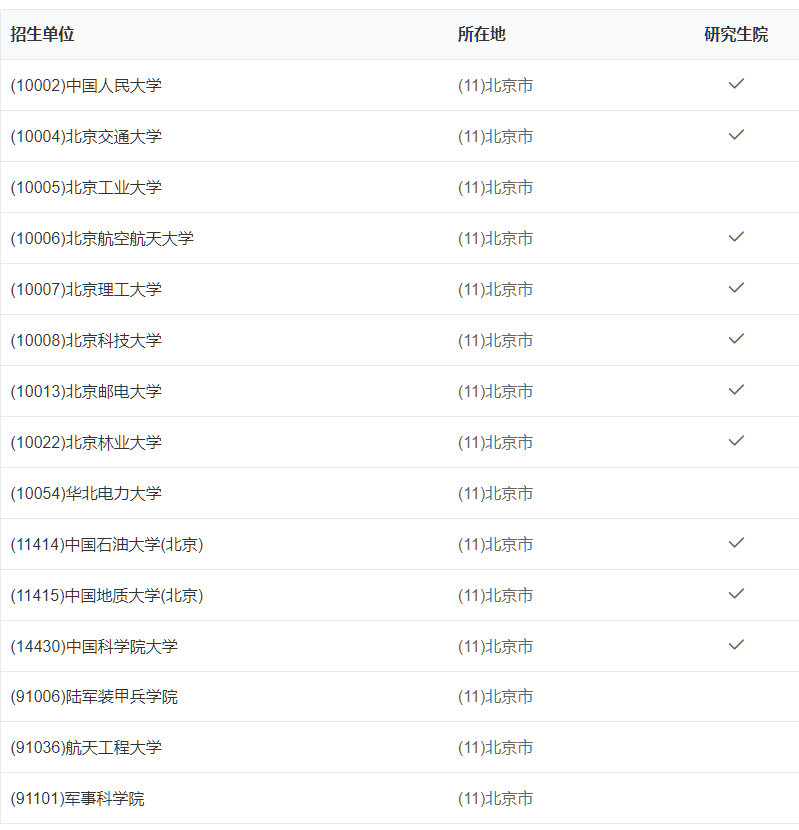 招生单位 所在地 研究生院
(10002)中国人民大学 (11)北京市 ✓
(10004)北京交通大学 (11)北京市 ✓
(10005)北京工业大学 (11)北京市
(10006)北京航空航天大学 (11)北京市 ✓
(10007)北京理工大学 (11)北京市 ✓
(10008)北京科技大学 (11)北京市 ✓
(10013)北京邮电大学 (11)北京市 ✓
(10022)北京林业大学 (11)北京市 ✓
(10054)华北电力大学 (11)北京市
(11414)中国石油大学(北京) (11)北京市 ✓
(11415)中国地质大学(北京) (11)北京市 ✓
(14430)中国科学院大学 (11)北京市 ✓
(91006)陆军装甲兵学院 (11)北京市
(91036)航天工程大学 (11)北京市
(91101)军事科学院 (11)北京市